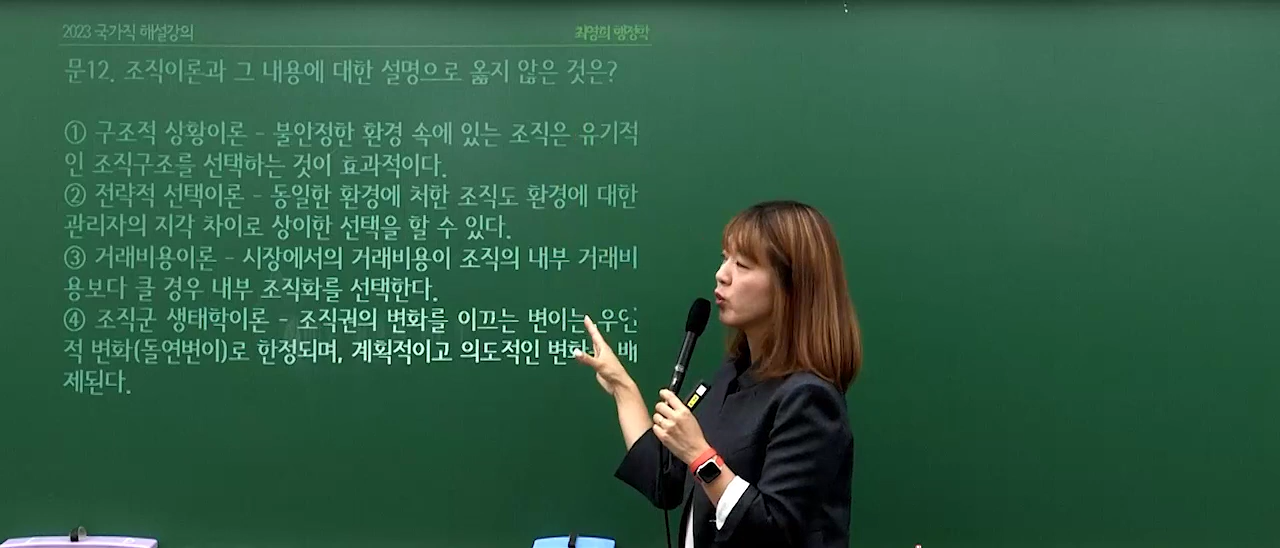 2023 국가직 해설강의
최영희 행정학
문12. 조직이론과 그 내용에 대한 설명으로 옳지 않은 것은?
① 구조적 상황이론 - 불안정한 환경 속에 있는 조직은 유기적
인 조직구조를 선택하는 것이 효과적이다.
② 전략적 선택이론 - 동일한 환경에 처한 조직도 환경에 대한
관리자의 지각 차이로 상이한 선택을 할 수 있다.
③ 거래비용이론 - 시장에서의 거래비용이 조직의 내부 거래비
용보다 클 경우 내부 조직화를 선택한다.
④ 조직군 생태학이론 - 조직권의 변화를 이끄는 변이는 우연
적 변화(돌연변이)로 한정되며, 계획적이고 의도적인 배
제된다.